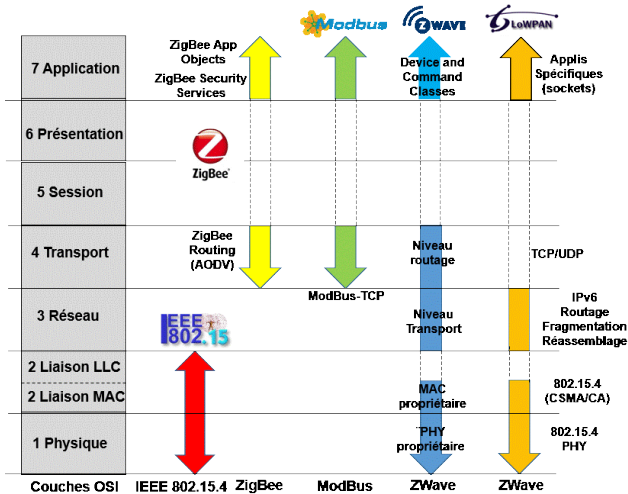 Modbus
ZWAVE
6LoWPAN
7 Application
ZigBee App
Objects
ZigBee Security
Services
Device and
Command
Classes
Applis
Spécifiques
(sockets)
6 Présentation
ZigBee®
5 Session
4 Transport
ZigBee
Routing
(AODV)
Niveau
routage
TCP/UDP
3 Réseau
IEEE
802.15
ModBus-TCP
Niveau
Transport
IPv6
Routage
Fragmentation
Réassemblage
2 Liaison LLC
2 Liaison MAC
MAC
propriétaire
802.15.4
(CSMA/CA)
1 Physique
PHY
propriétaire
802.15.4
PHY
Couches OSI
IEEE 802.15.4
ZigBee
ModBus
ZWave
ZWave